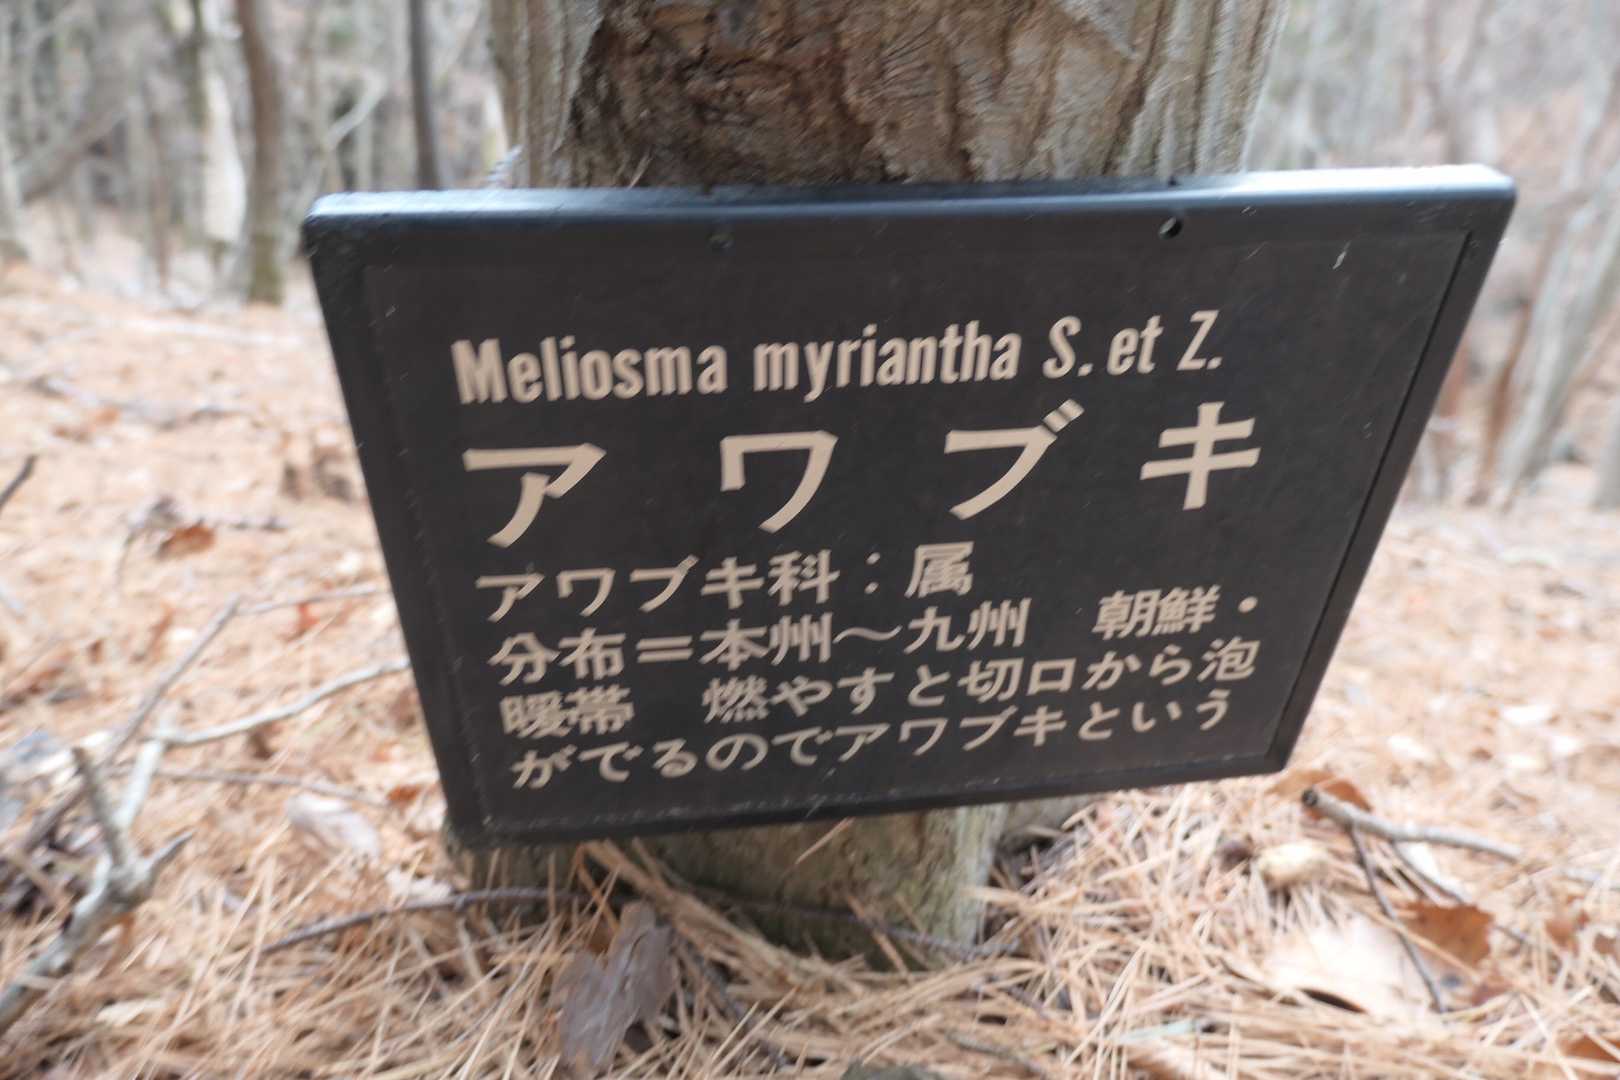 Meliosma myriantha S. et Z.
アワブキ
アワブキ科：属
分布＝本州～九州　朝鮮・
暖帯　燃やすと切口から泡
がでるのでアワブキという